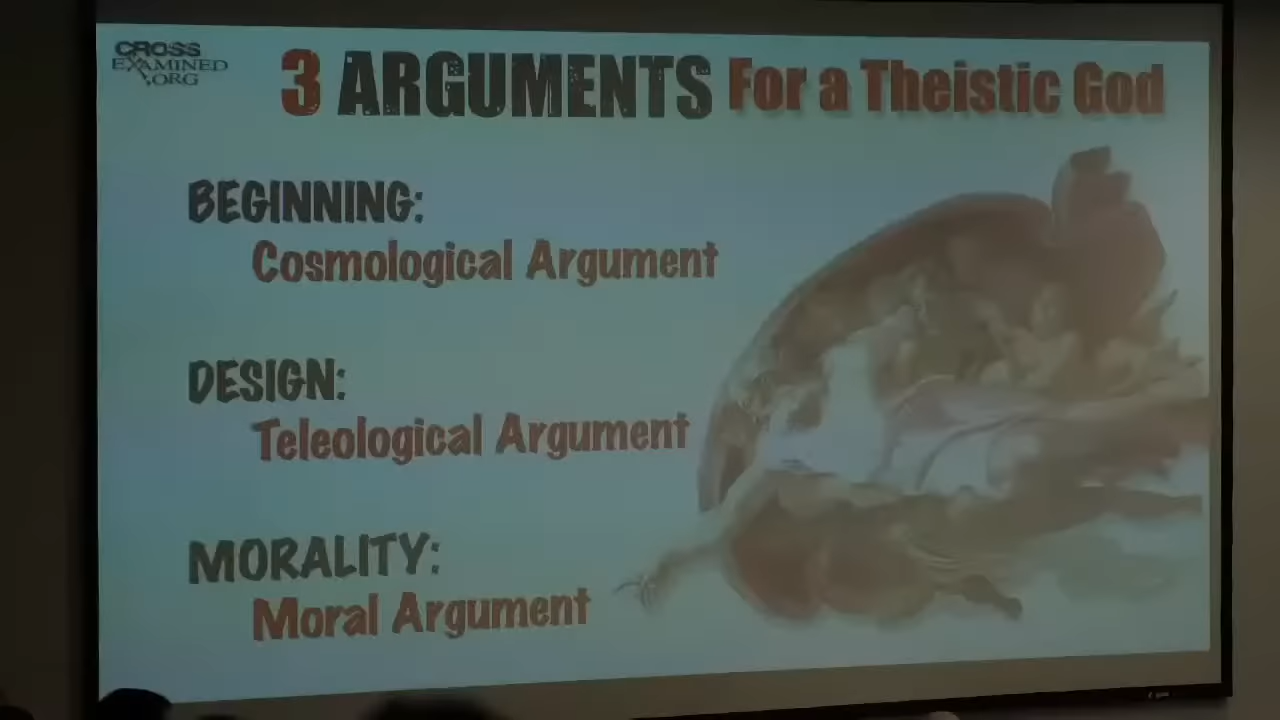 CROSS
EXAMINED
.ORG
3 ARGUMENTS For a Theistic God
BEGINNING:
Cosmological Argument
DESIGN:
Teleological Argument
MORALITY:
Moral Argument